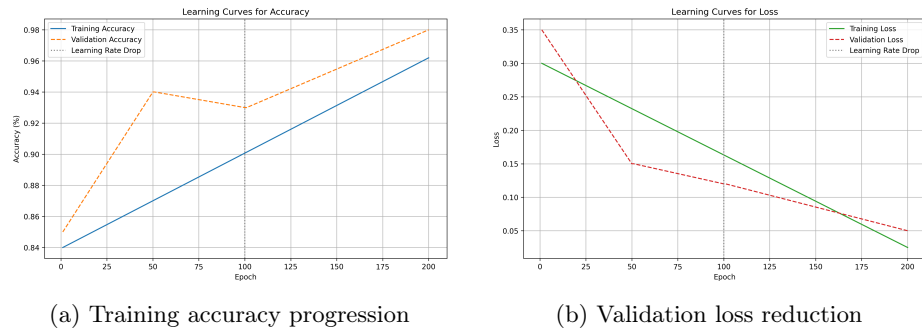 Learning Curves for Accuracy
Training Accuracy
Validation Accuracy
Learning Rate Drop
0.98
0.96
0.94
0.92
0.90
0.88
0.86
0.84
Accuracy (%)
0 25 50 75 100 125 150 175 200
Epoch
(a) Training accuracy progression
Learning Curves for Loss
Training Loss
Validation Loss
Learning Rate Drop
0.35
0.30
0.25
0.20
0.15
0.10
0.05
Loss
0 25 50 75 100 125 150 175 200
Epoch
(b) Validation loss reduction